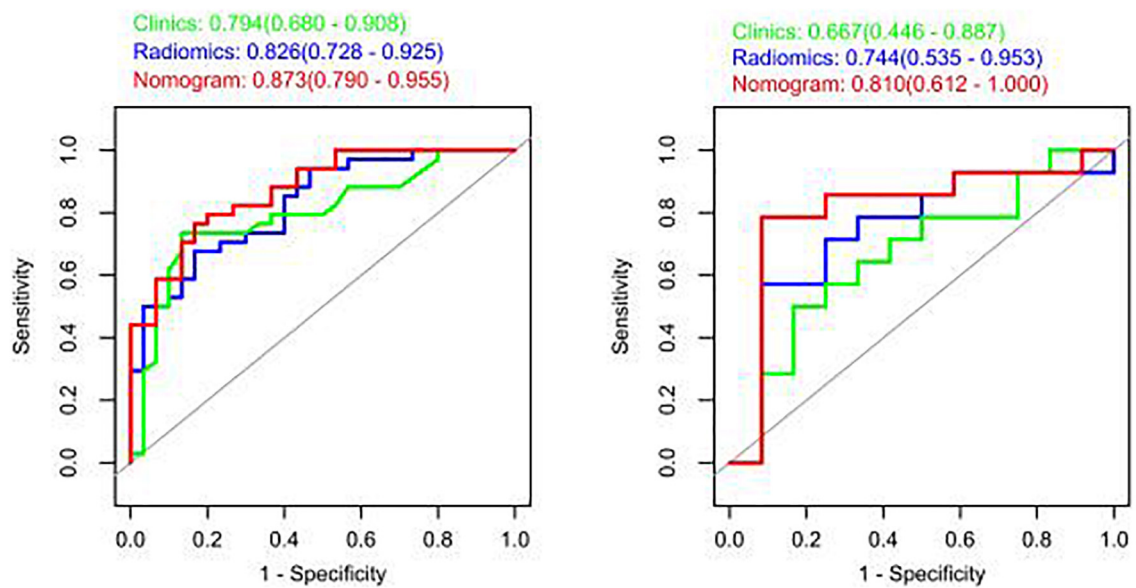 Clinics: 0.794(0.680 - 0.908)
Radiomics: 0.826(0.728 - 0.925)
Nomogram: 0.873(0.790 - 0.955)
Sensitivity
1.0
0.8
0.6
0.4
0.2
0.0
0.0 0.2 0.4 0.6 0.8 1.0
1 - Specificity
Clinics: 0.667(0.446 - 0.887)
Radiomics: 0.744(0.535 - 0.953)
Nomogram: 0.810(0.612 - 1.000)
Sensitivity
1.0
0.8
0.6
0.4
0.2
0.0
0.0 0.2 0.4 0.6 0.8 1.0
1 - Specificity